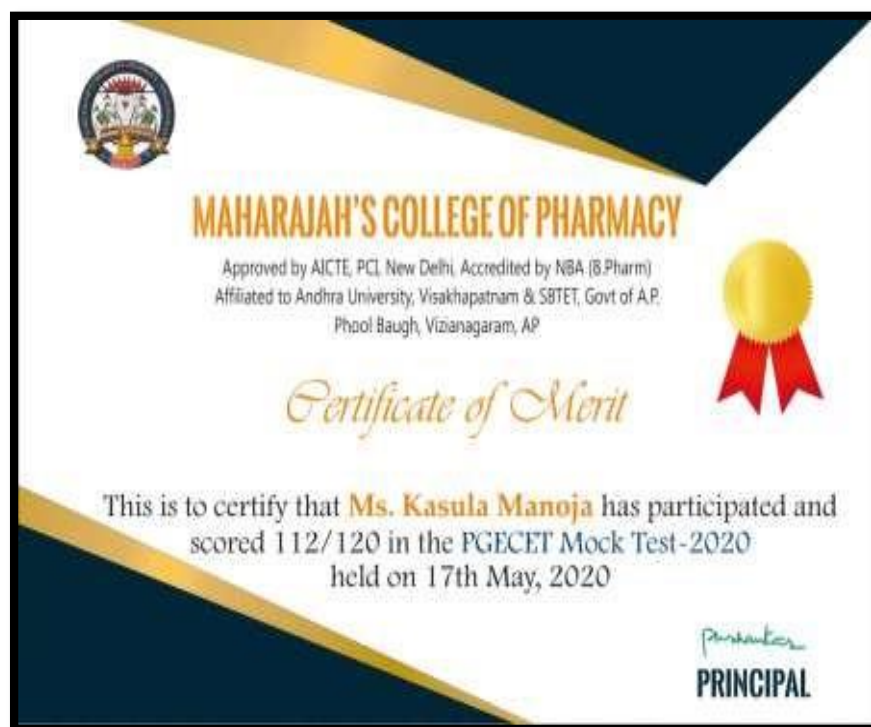 MAHARAJAH'S COLLEGE OF PHARMACY
Approved by AICTE, PCI, New Delhi, Accredited by NBA (B.Pharm)
Affiliated to Andhra University, Visakhapatnam & SBTET, Govt of A.P.
Phool Baugh, Vizianagaram, AP
Certificate of Merit
This is to certify that Ms. Kasula Manoja has participated and
scored 112/120 in the PGECET Mock Test-2020
held on 17th May, 2020
PRINCIPAL